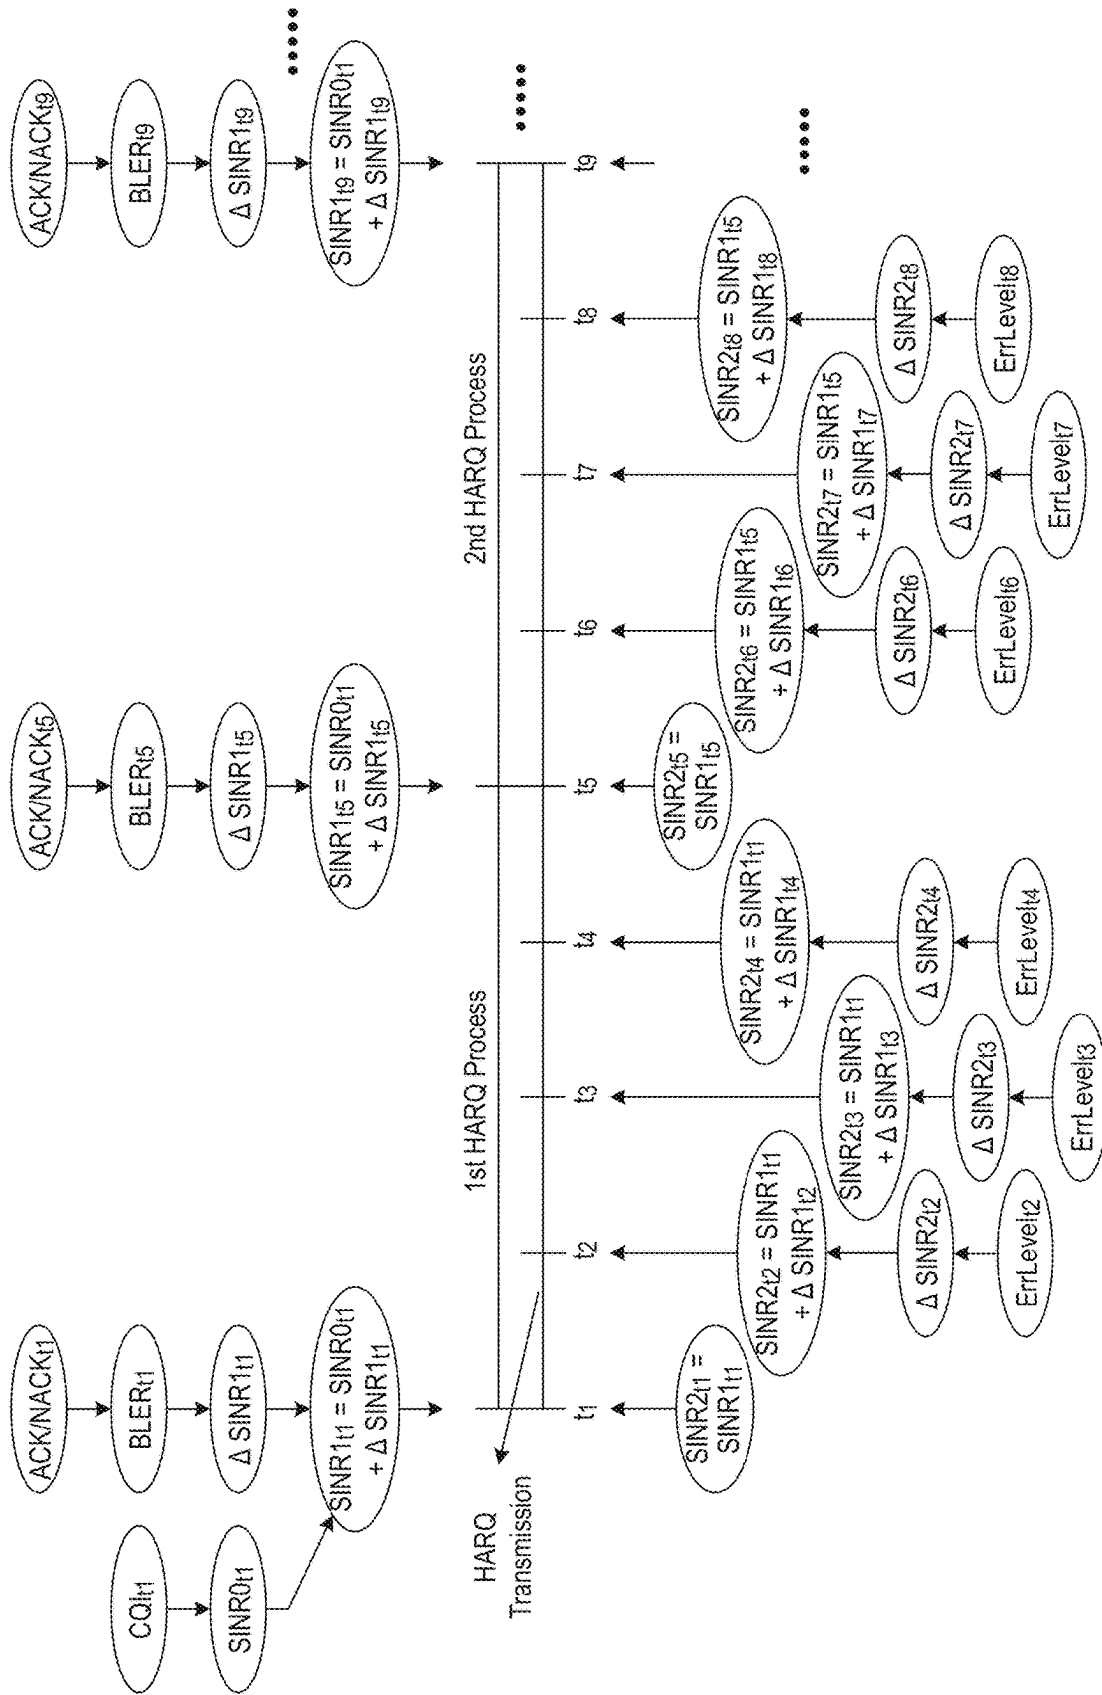 CQIt1
SINR0t1
ACK/NACKt1
BLERt1
Δ SINR1t1
SINR1t1 = SINR0t1
+ Δ SINR1t1
ACK/NACKt5
BLERt5
Δ SINR1t5
SINR1t5 = SINR0t1
+ Δ SINR1t5
ACK/NACKt9
BLERt9
Δ SINR1t9
SINR1t9 = SINR0t1
+ Δ SINR1t9
HARQ
Transmission
1st HARQ Process
2nd HARQ Process
t1
t2
t3
t4
t5
t6
t7
t8
t9
SINR2t1 =
SINR1t1
SINR2t2 = SINR1t1
+ Δ SINR1t2
Δ SINR2t2
ErrLevelt2
SINR2t3 = SINR1t1
+ Δ SINR1t3
Δ SINR2t3
ErrLevelt3
SINR2t4 = SINR1t1
+ Δ SINR1t4
Δ SINR2t4
ErrLevelt4
SINR2t5 =
SINR1t5
SINR2t6 = SINR1t5
+ Δ SINR1t6
Δ SINR2t6
ErrLevelt6
SINR2t7 = SINR1t5
+ Δ SINR1t7
Δ SINR2t7
ErrLevelt7
SINR2t8 = SINR1t5
+ Δ SINR1t8
Δ SINR2t8
ErrLevelt8